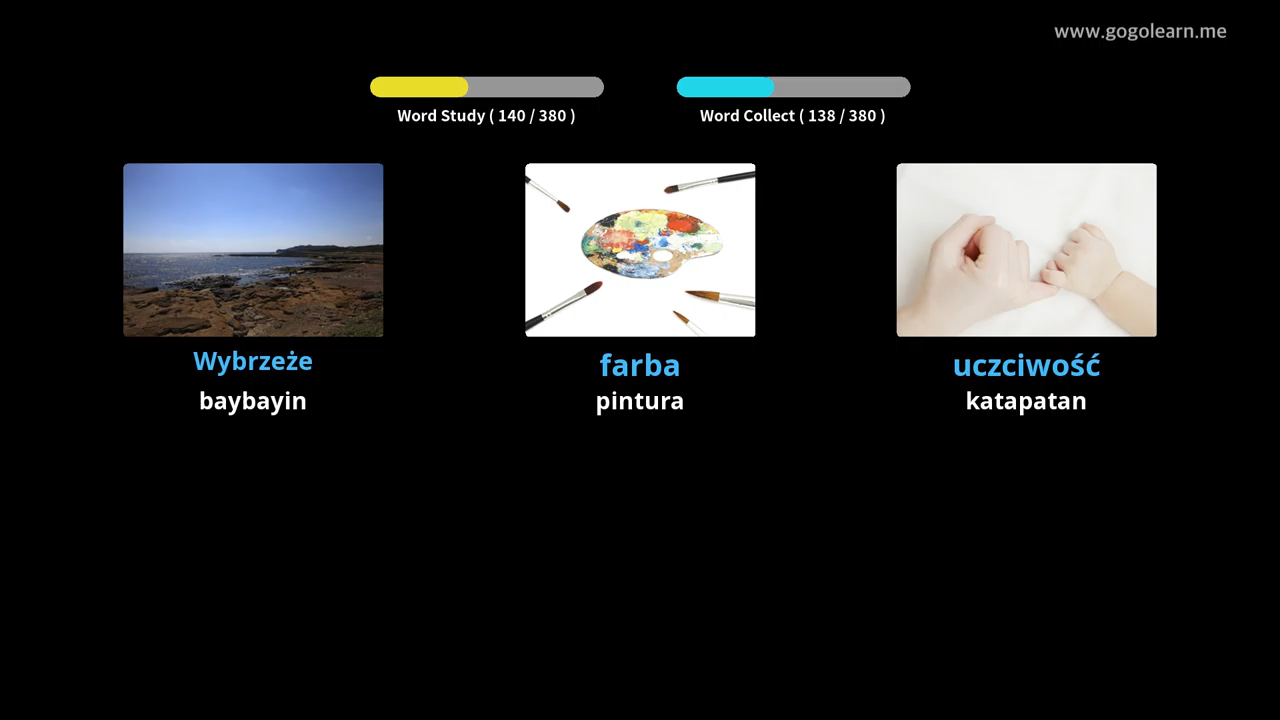 www.gogolearn.me
Word Study ( 140 / 380 )
Word Collect ( 138 / 380 )
Wybrzeże
farba
uczciwość
baybayin
pintura
katapatan